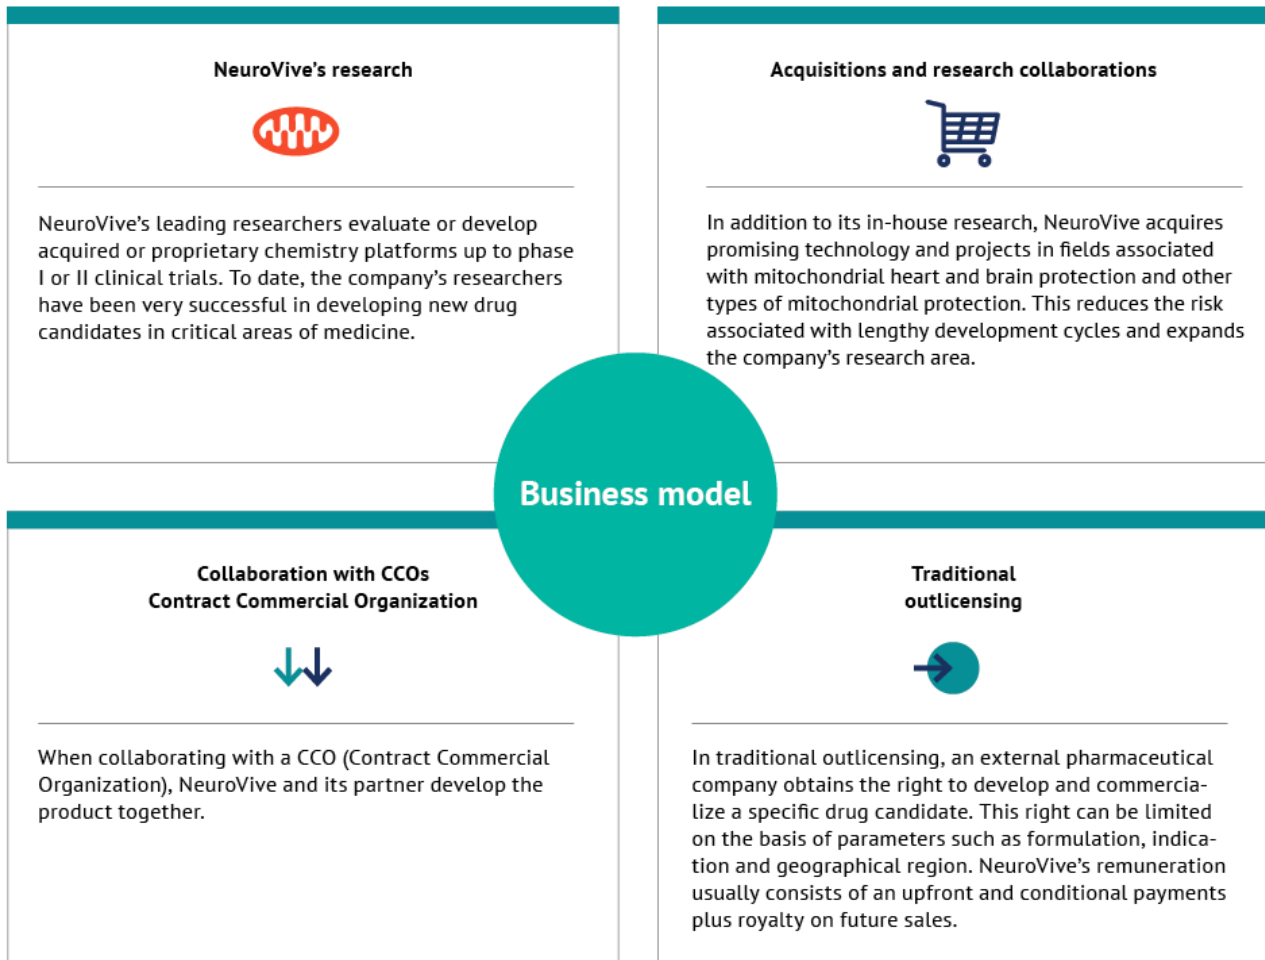 NeuroVive's research
NeuroVive's leading researchers evaluate or develop
acquired or proprietary chemistry platforms up to phase
I or II clinical trials. To date, the company's researchers
have been very successful in developing new drug
candidates in critical areas of medicine.
Acquisitions and research collaborations
In addition to its in-house research, NeuroVive acquires
promising technology and projects in fields associated
with mitochondrial heart and brain protection and other
types of mitochondrial protection. This reduces the risk
associated with lengthy development cycles and expands
the company's research area.
Business model
Collaboration with CCOs
Contract Commercial Organization
When collaborating with a CCO (Contract Commercial
Organization), NeuroVive and its partner develop the
product together.
Traditional
outlicensing
In traditional outlicensing, an external pharmaceutical
company obtains the right to develop and commercia-
lize a specific drug candidate. This right can be limited
on the basis of parameters such as formulation, indica-
tion and geographical region. NeuroVive's remuneration
usually consists of an upfront and conditional payments
plus royalty on future sales.